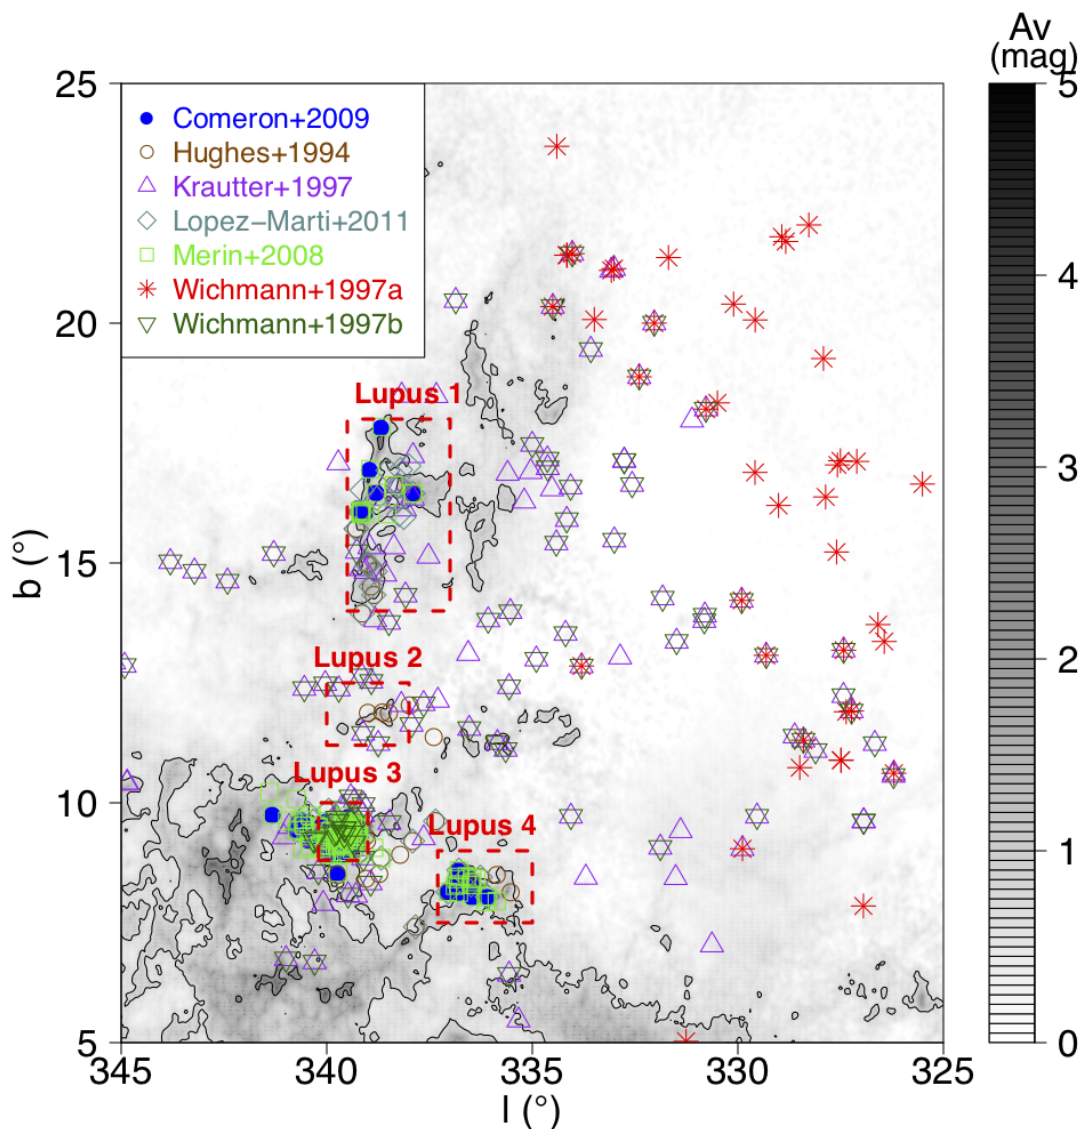 Av
(mag)
25
5
Comeron+2009
Hughes+1994
Krautter+1997
Lopez−Marti+2011
Merin+2008
4
Wichmann+1997a
20
Wichmann+1997b
Lupus 1
3
15
b (°)
Lupus 2
2
Lupus 3
10
Lupus 4
1
5
0
345
340
335
330
325
l (°)